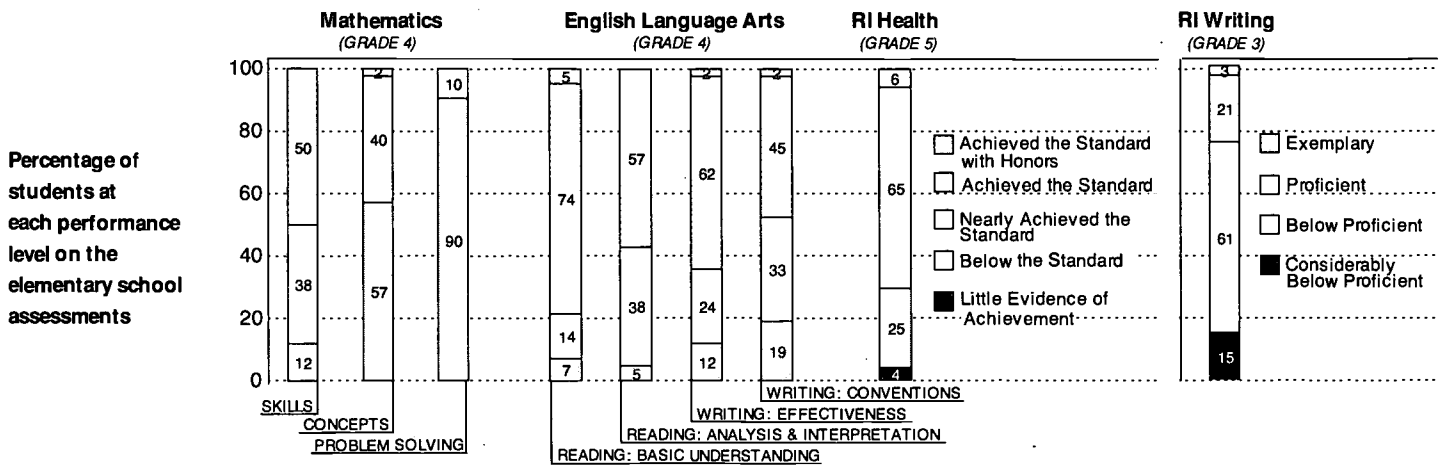 Mathematics
(GRADE 4)
English Language Arts
(GRADE 4)
RI Health
(GRADE 5)
RI Writing
(GRADE 3)
Percentage of
students at
each performance
level on the
elementary school
assessments
100
80
60
40
20
0
50
38
12
2
40
57
10
90
5
74
14
7
57
38
5
2
62
24
12
2
45
33
19
6
65
25
4
Achieved the Standard
with Honors
Achieved the Standard
Nearly Achieved the
Standard
Below the Standard
Little Evidence of
Achievement
3
21
61
15
Exemplary
Proficient
Below Proficient
Considerably
Below Proficient
SKILLS
CONCEPTS
PROBLEM SOLVING
WRITING: CONVENTIONS
WRITING: EFFECTIVENESS
READING: ANALYSIS & INTERPRETATION
READING: BASIC UNDERSTANDING